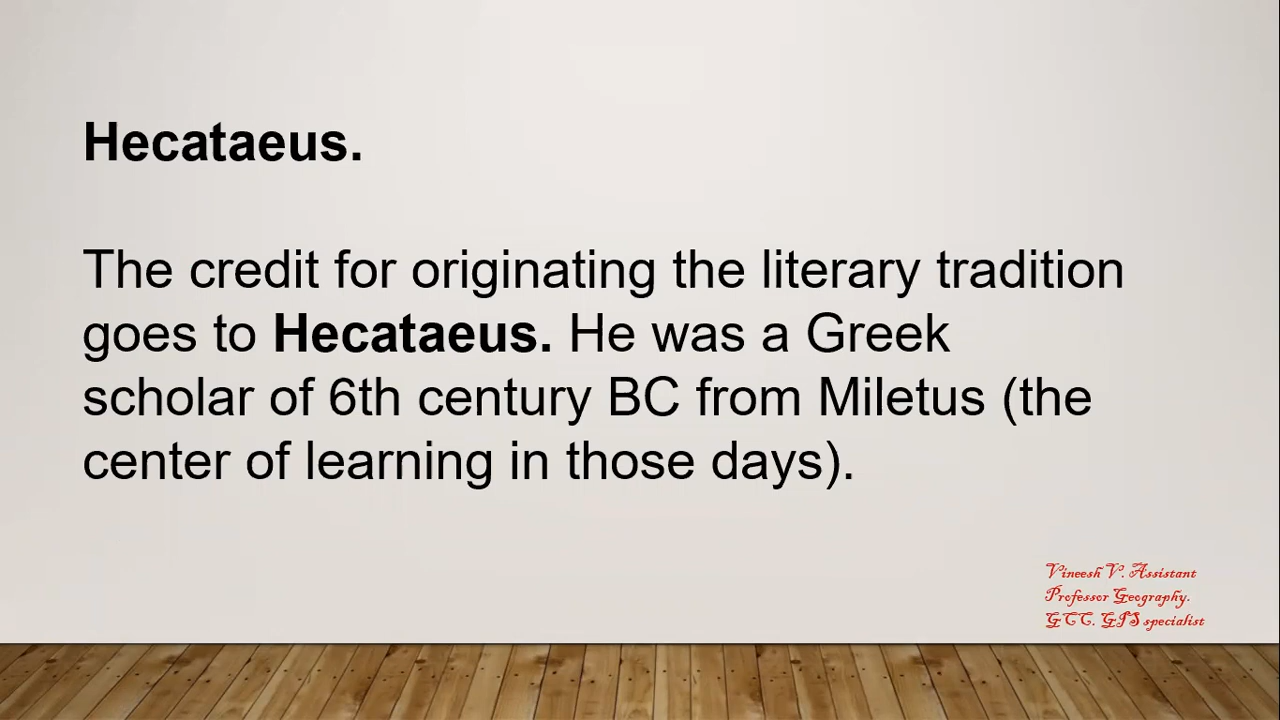 Hecataeus.
The credit for originating the literary tradition
goes to Hecataeus. He was a Greek
scholar of 6th century BC from Miletus (the
center of learning in those days).
Vineesh V. Assistant
Professor Geography.
GCC. GIS specialist